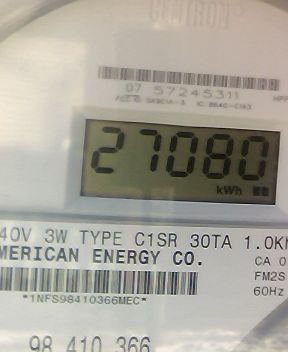 CENTRON
07 57245311
27080
kWh
40V 3W TYPE C1SR 30TA 1.0K
MERICAN ENERGY CO.
CA 0
FM2S
60Hz
*1NFS98410366MEC*
98 410 366